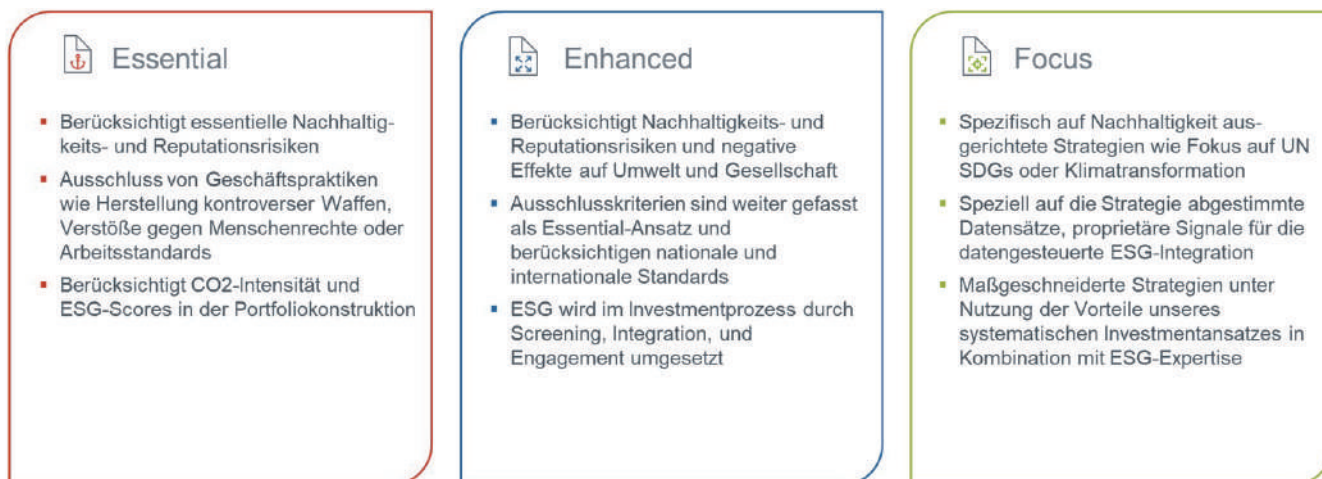 Essential
Berücksichtigt essentielle Nachhaltig-
keits- und Reputationsrisiken
Ausschluss von Geschäftspraktiken
wie Herstellung kontroverser Waffen,
Verstöße gegen Menschenrechte oder
Arbeitsstandards
Berücksichtigt CO2-Intensität und
ESG-Scores in der Portfoliokonstruktion
Enhanced
Berücksichtigt Nachhaltigkeits- und
Reputationsrisiken und negative
Effekte auf Umwelt und Gesellschaft
Ausschlusskriterien sind weiter gefasst
als Essential-Ansatz und
berücksichtigen nationale und
internationale Standards
ESG wird im Investmentprozess durch
Screening, Integration, und
Engagement umgesetzt
Focus
Spezifisch auf Nachhaltigkeit aus-
gerichtete Strategien wie Fokus auf UN
SDGs oder Klimatransformation
Speziell auf die Strategie abgestimmte
Datensätze, proprietäre Signale für die
datengesteuerte ESG-Integration
Maßgeschneiderte Strategien unter
Nutzung der Vorteile unseres
systematischen Investmentansatzes in
Kombination mit ESG-Expertise